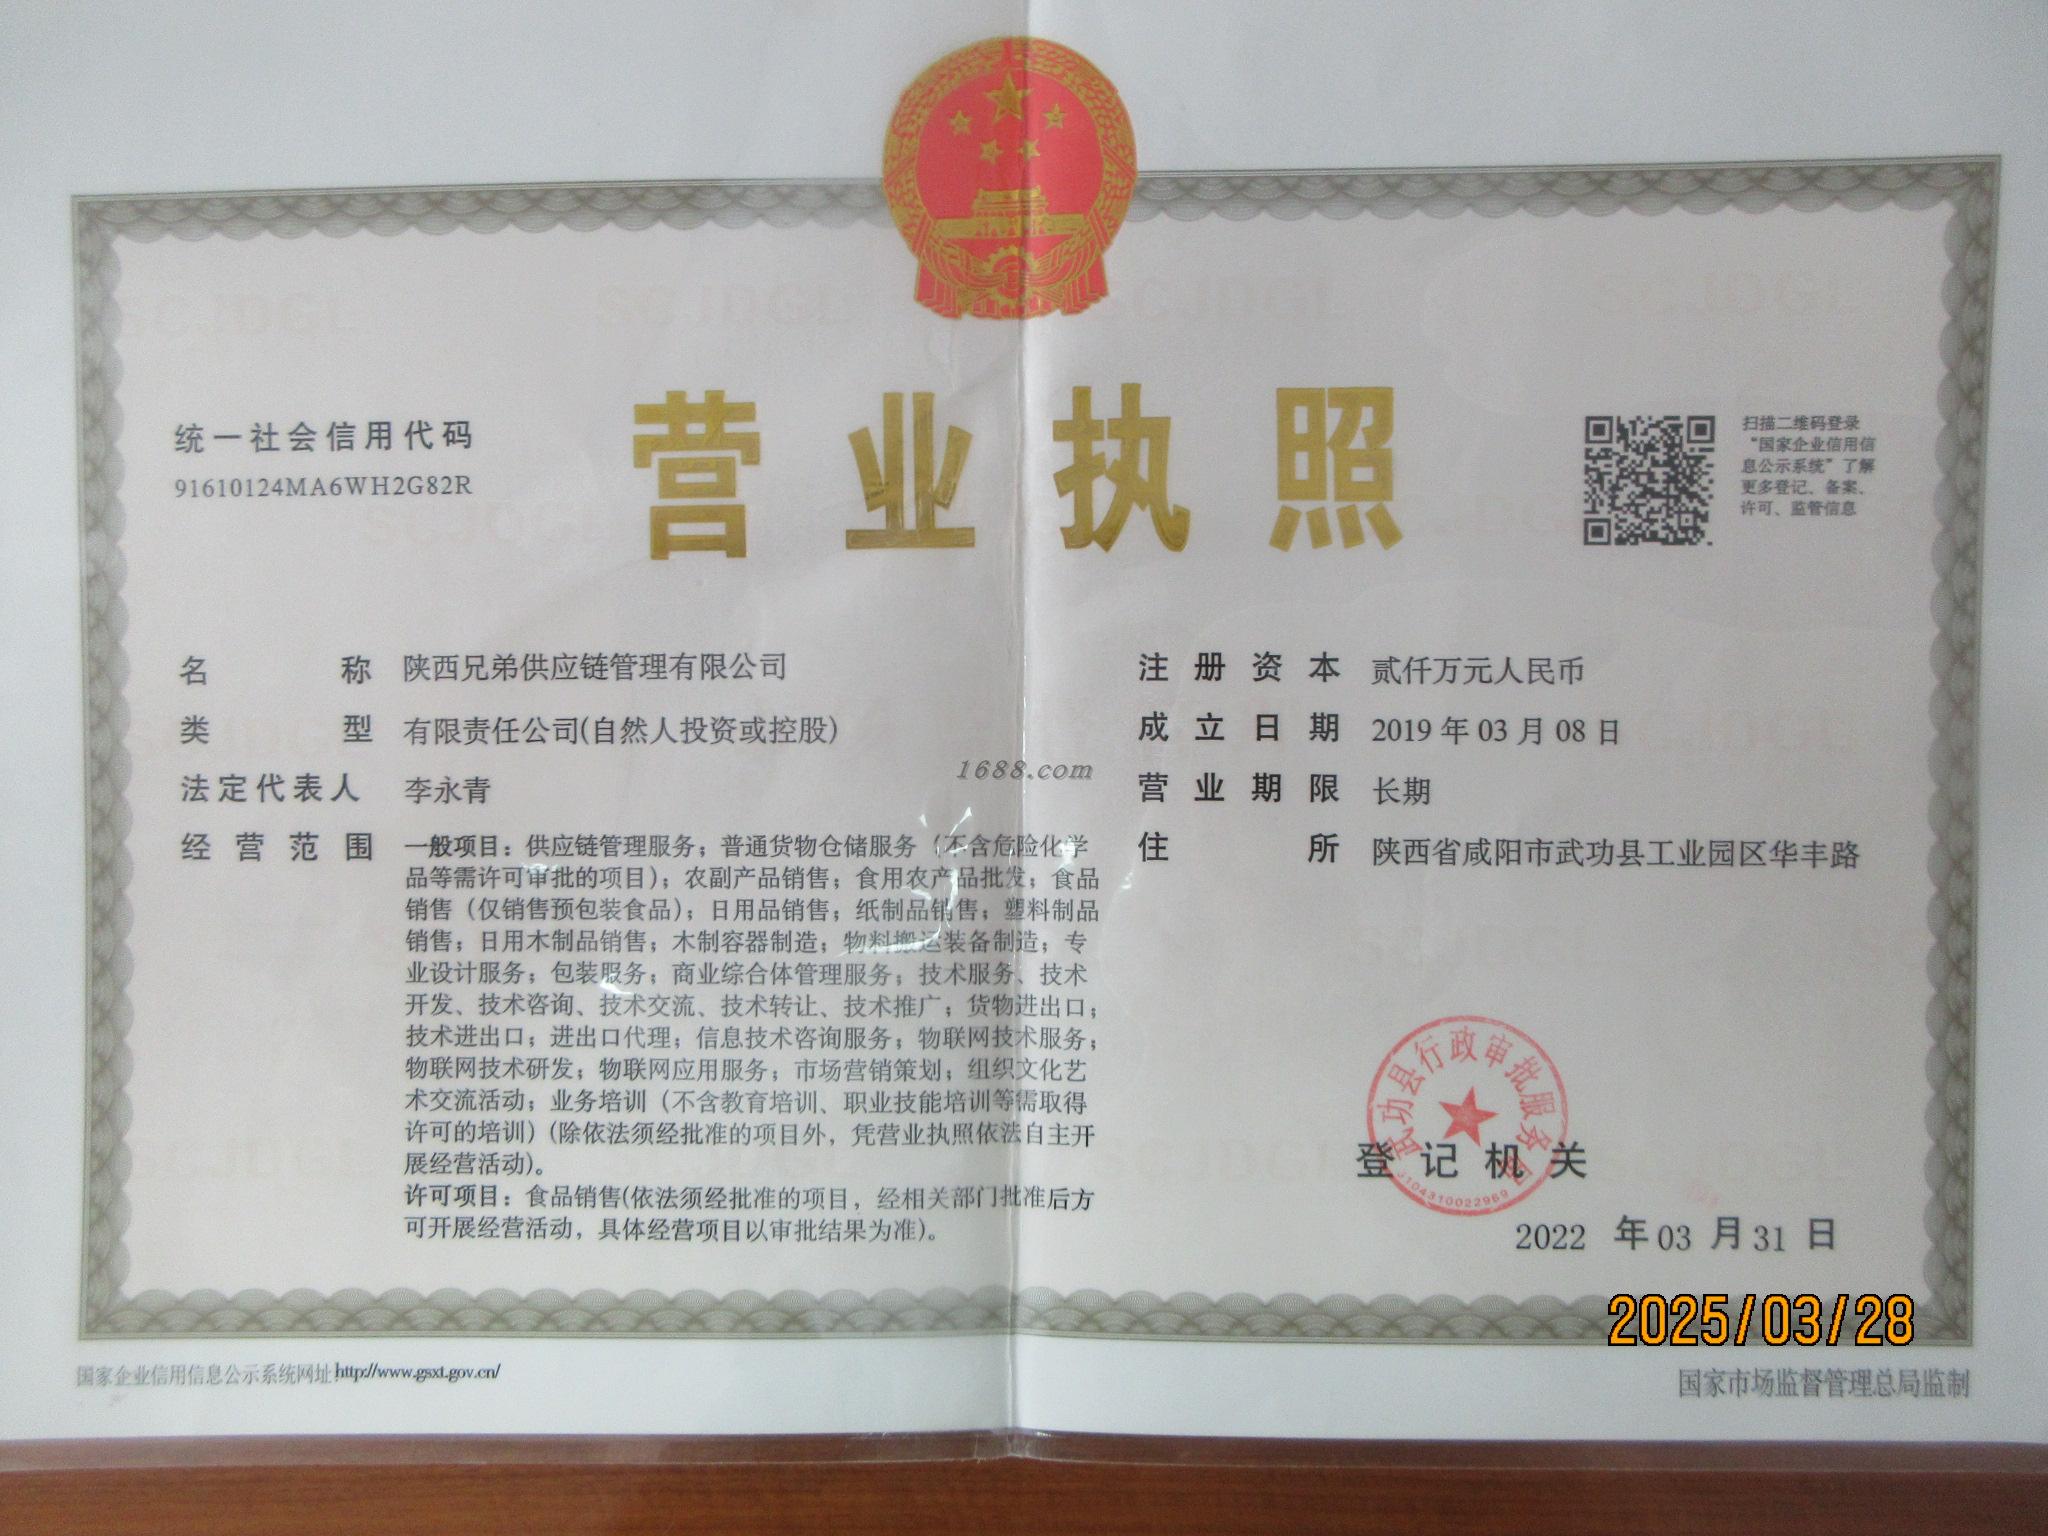 统一社会信用代码
91610124MA6WH2G82R
营业执照
扫描二维码登录
“国家企业信用信
息公示系统”了解
更多登记、备案、
许可、监管信息
名称 陕西兄弟供应链管理有限公司
类型 有限责任公司(自然人投资或控股)
法定代表人 李永青
经营范围 一般项目：供应链管理服务；普通货物仓储服务（不含危险化学
品等需许可审批的项目）；农副产品销售；食用农产品批发；食品
销售（仅销售预包装食品）；日用品销售；纸制品销售；塑料制品
销售；日用木制品销售；木制容器制造；物料搬运装备制造；专
业设计服务；包装服务；商业综合体管理服务；技术服务、技术
开发、技术咨询、技术交流、技术转让、技术推广；货物进出口；
技术进出口；进出口代理；信息技术咨询服务；物联网技术服务；
物联网技术研发；物联网应用服务；市场营销策划；组织文化艺
术交流活动；业务培训（不含教育培训、职业技能培训等需取得
许可的培训）(除依法须经批准的项目外，凭营业执照依法自主开
展经营活动)。
许可项目：食品销售(依法须经批准的项目，经相关部门批准后方
可开展经营活动，具体经营项目以审批结果为准)。
1688.com
注册资本 贰仟万元人民币
成立日期 2019年03月08日
营业期限 长期
住所 陕西省咸阳市武功县工业园区华丰路
武功县行政审批服务局
6104310022969
登记机关
2022 年 03 月 31 日
2025/03/28
国家企业信用信息公示系统网址：http://www.gsxt.gov.cn/
国家市场监督管理总局监制